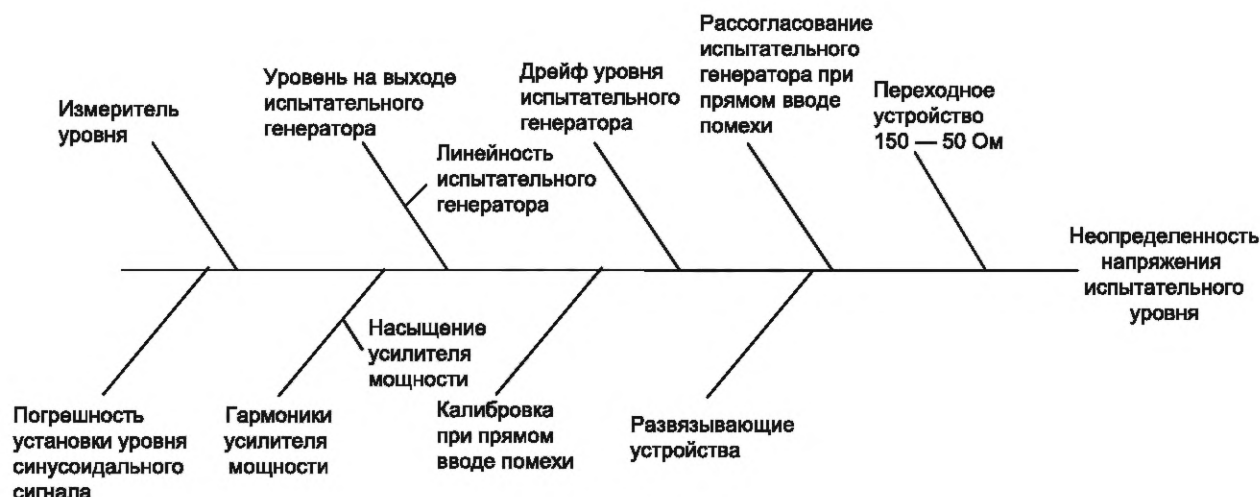 Измеритель
уровня
Уровень на выходе
испытательного
генератора
Линейность
испытательного
генератора
Дрейф уровня
испытательного
генератора
Рассогласование
испытательного
генератора при
прямом вводе
помехи
Переходное
устройство
150 — 50 Ом
Неопределенность
напряжения
испытательного
уровня
Погрешность
установки уровня
синусоидального
сигнала
Гармоники
усилителя
мощности
Насыщение
усилителя
мощности
Калибровка
при прямом
вводе помехи
Развязывающие
устройства